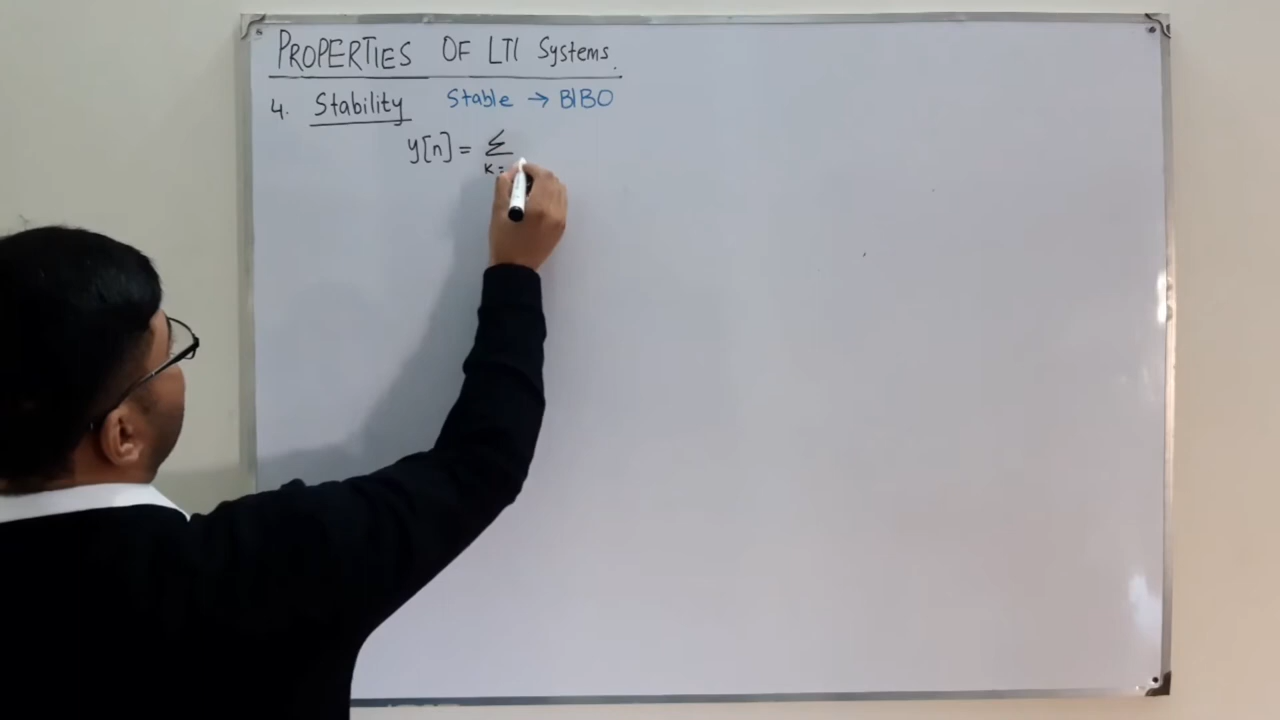 PROPERTIES OF LTI Systems.
4. Stability Stable → BIBO
y[n] = Σ
K =